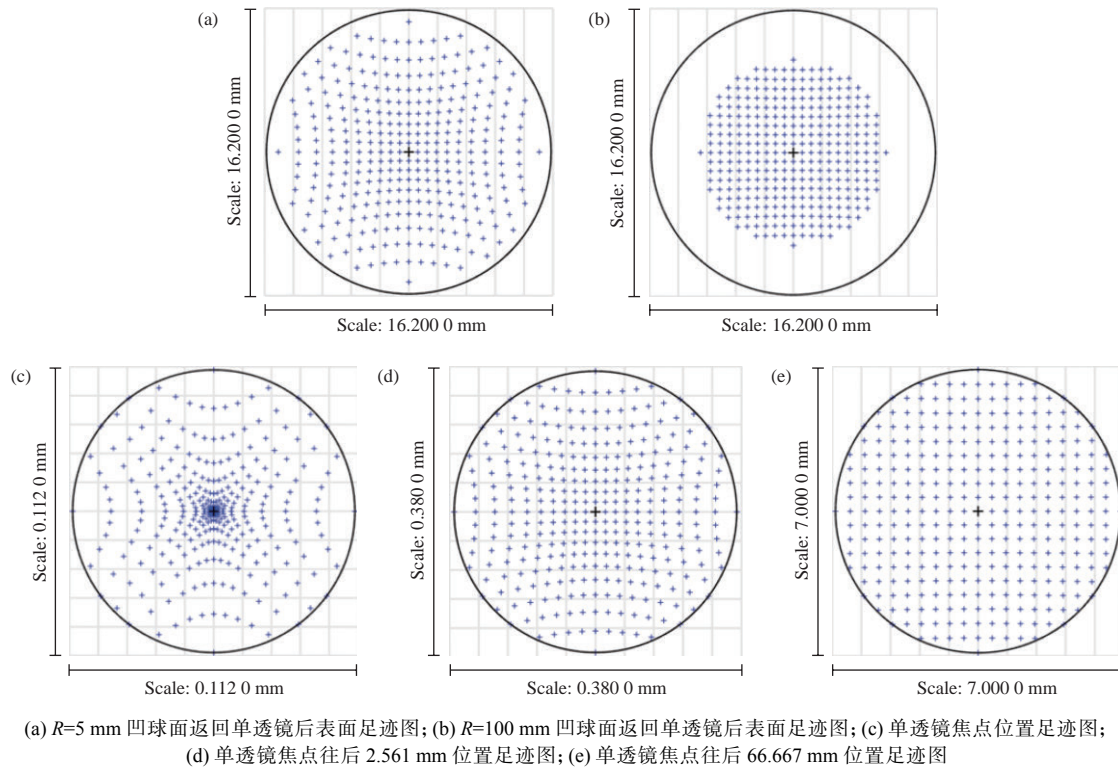 (a)
(b)
Scale: 16.200 0 mm
Scale: 16.200 0 mm
Scale: 16.200 0 mm
Scale: 16.200 0 mm
(c)
(d)
(e)
Scale: 0.112 0 mm
Scale: 0.380 0 mm
Scale: 7.000 0 mm
Scale: 0.112 0 mm
Scale: 0.380 0 mm
Scale: 7.000 0 mm
(a) R=5 mm 凹球面返回单透镜后表面足迹图; (b) R=100 mm 凹球面返回单透镜后表面足迹图; (c) 单透镜焦点位置足迹图;
(d) 单透镜焦点往后 2.561 mm 位置足迹图; (e) 单透镜焦点往后 66.667 mm 位置足迹图